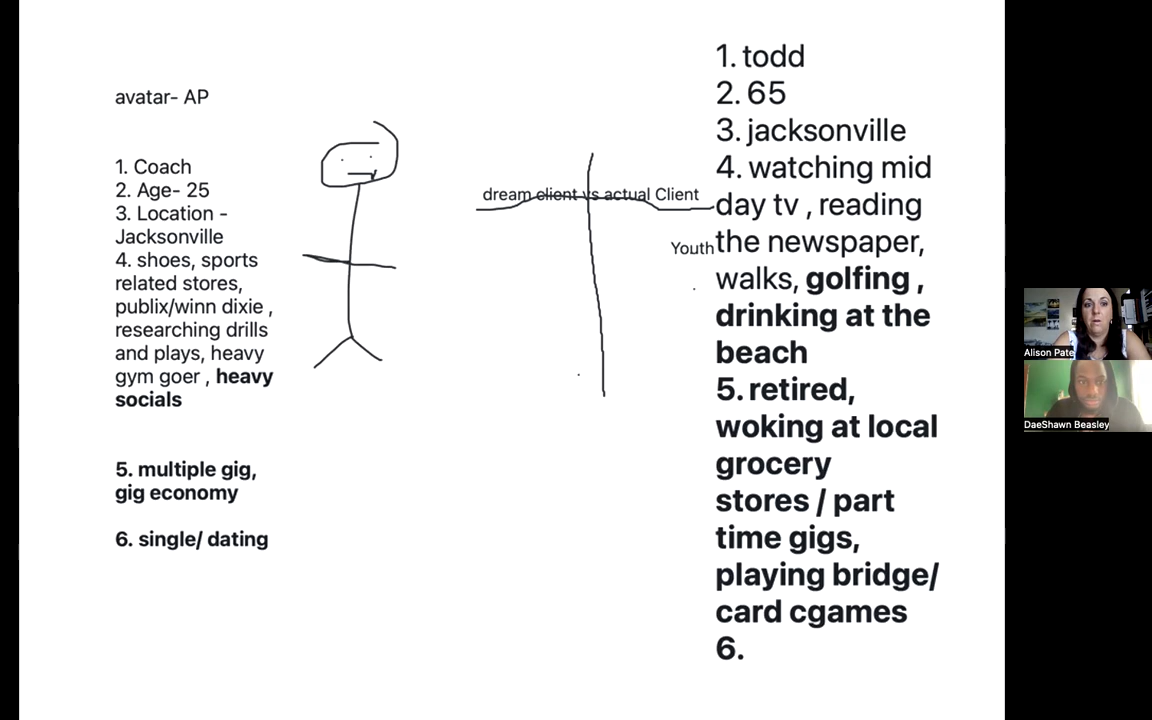 avatar- AP
1. Coach
2. Age- 25
3. Location -
Jacksonville
4. shoes, sports
related stores,
publix/winn dixie ,
researching drills
and plays, heavy
gym goer , heavy
socials
5. multiple gig,
gig economy
6. single/ dating
dream client vs actual Client
Youth
1. todd
2. 65
3. jacksonville
4. watching mid
day tv , reading
the newspaper,
walks, golfing ,
drinking at the
beach
5. retired,
woking at local
grocery
stores / part
time gigs,
playing bridge/
card cgames
6.
Alison Pate
DaeShawn Beasley